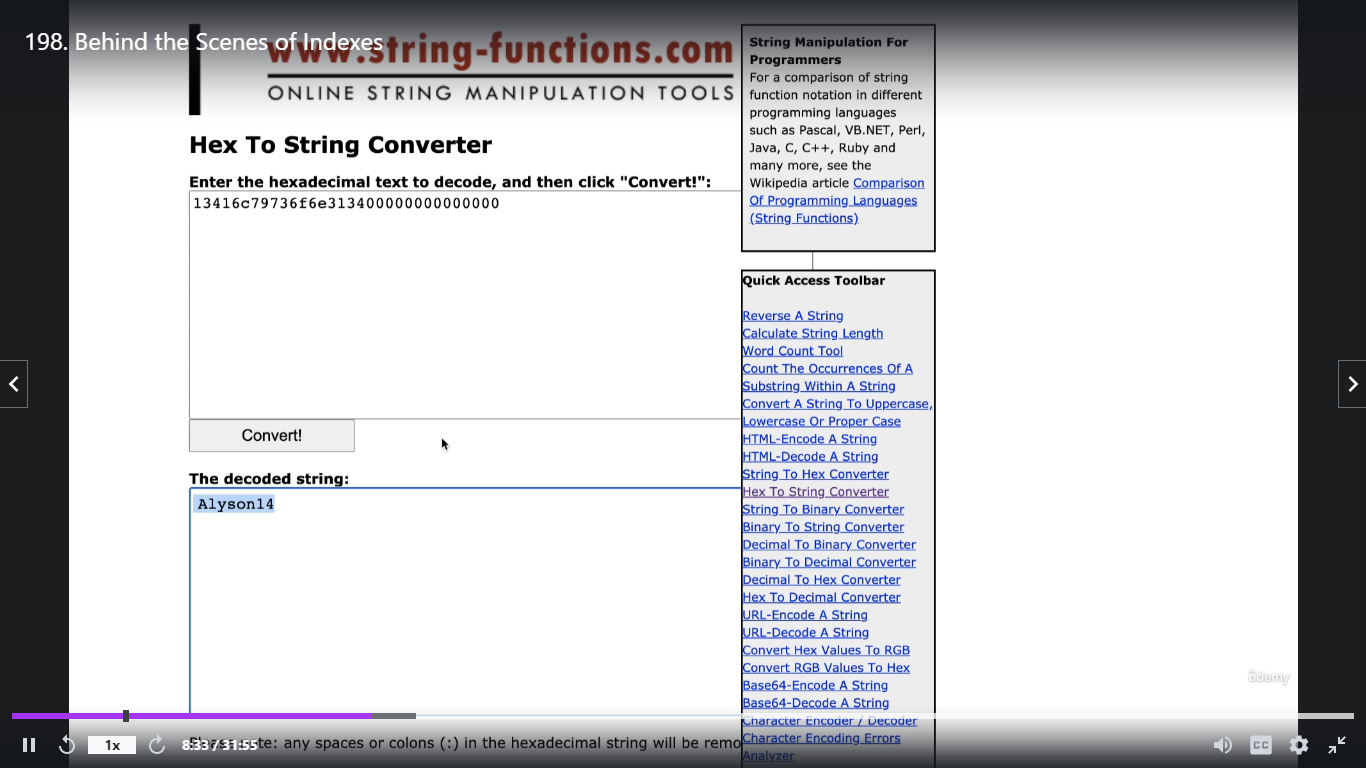 198. Behind the Scenes of Indexes
www.string-functions.com
ONLINE STRING MANIPULATION TOOLS
Hex To String Converter
Enter the hexadecimal text to decode, and then click "Convert!":
13416c79736f6e313400000000000000
Convert!
The decoded string:
Alyson14
note: any spaces or colons (:) in the hexadecimal string will be remo
String Manipulation For
Programmers
For a comparison of string
function notation in different
programming languages
such as Pascal, VB.NET, Perl,
Java, C, C++, Ruby and
many more, see the
Wikipedia article Comparison
Of Programming Languages
(String Functions)
Quick Access Toolbar
Reverse A String
Calculate String Length
Word Count Tool
Count The Occurrences Of A
Substring Within A String
Convert A String To Uppercase,
Lowercase Or Proper Case
HTML-Encode A String
HTML-Decode A String
String To Hex Converter
Hex To String Converter
String To Binary Converter
Binary To String Converter
Decimal To Binary Converter
Binary To Decimal Converter
Decimal To Hex Converter
Hex To Decimal Converter
URL-Encode A String
URL-Decode A String
Convert Hex Values To RGB
Convert RGB Values To Hex
Base64-Encode A String
Base64-Decode A String
Character Encoder / Decoder
Character Encoding Errors
Analyzer
ûdemy
1x
8:33 / 31:55
CC